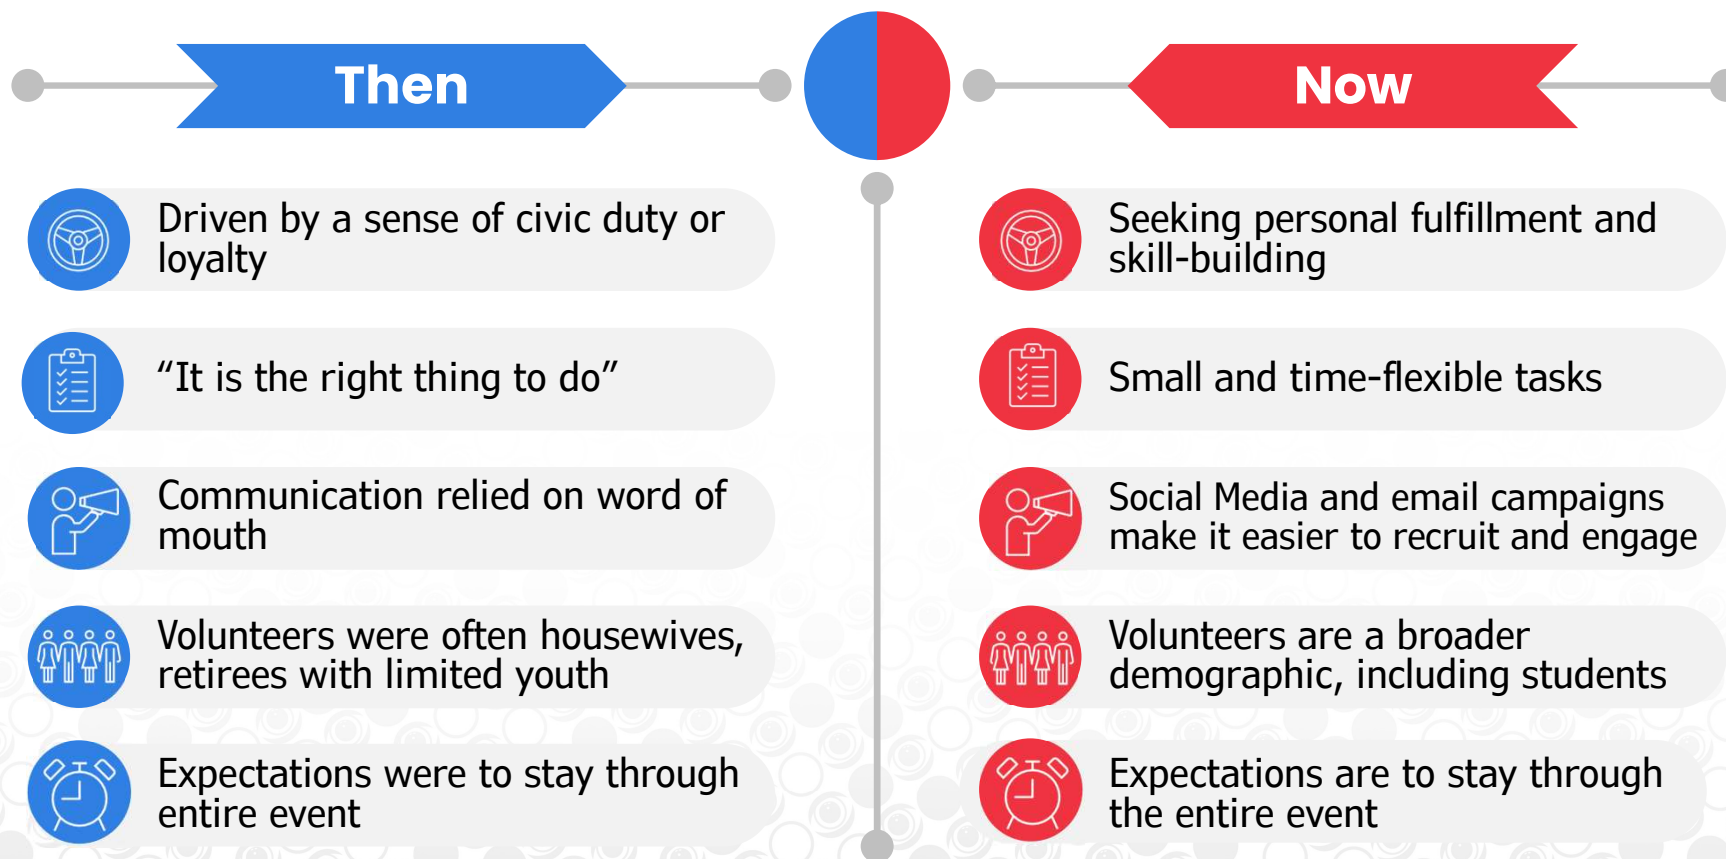 Then
Driven by a sense of civic duty or
loyalty
“It is the right thing to do”
Communication relied on word of
mouth
Volunteers were often housewives,
retirees with limited youth
Expectations were to stay through
entire event
Now
Seeking personal fulfillment and
skill-building
Small and time-flexible tasks
Social Media and email campaigns
make it easier to recruit and engage
Volunteers are a broader
demographic, including students
Expectations are to stay through
the entire event